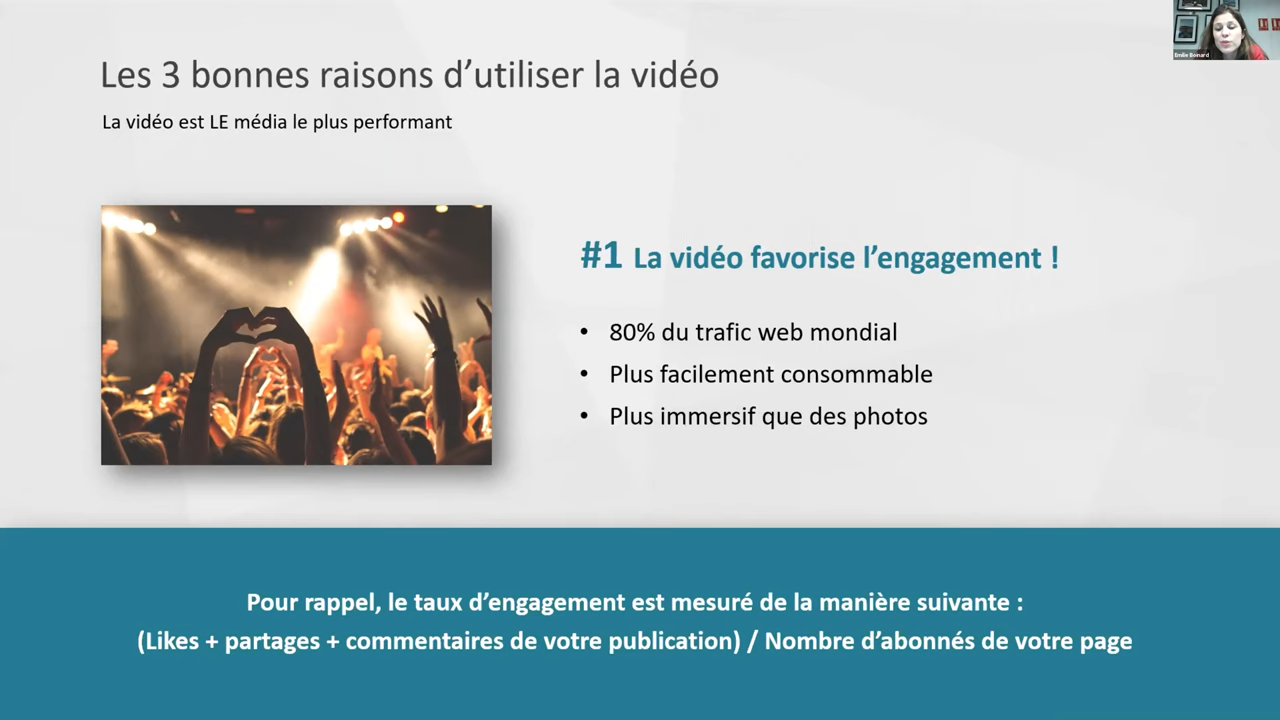 Les 3 bonnes raisons d’utiliser la vidéo
La vidéo est LE média le plus performant
Emilie Boinard
#1 La vidéo favorise l’engagement !
• 80% du trafic web mondial
• Plus facilement consommable
• Plus immersif que des photos
Pour rappel, le taux d’engagement est mesuré de la manière suivante :
(Likes + partages + commentaires de votre publication) / Nombre d’abonnés de votre page